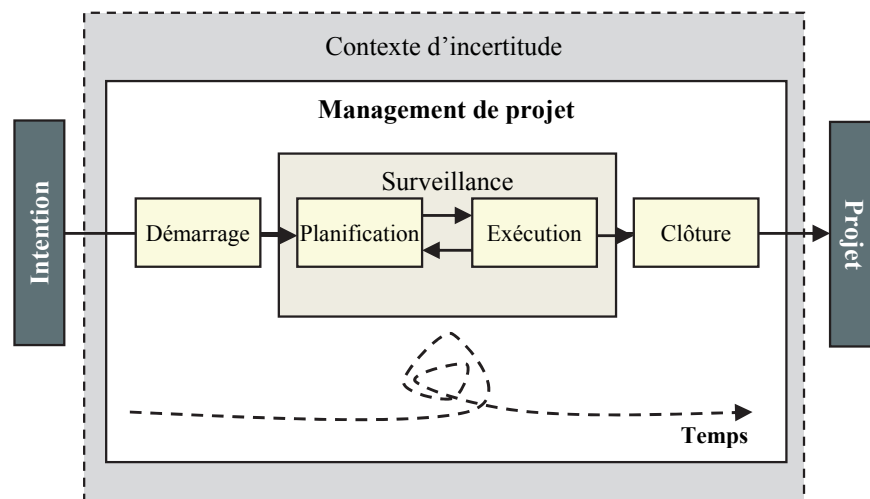 Contexte d’incertitude
Management de projet
Intention
Surveillance
Démarrage
Planification
Exécution
Clôture
Projet
Temps